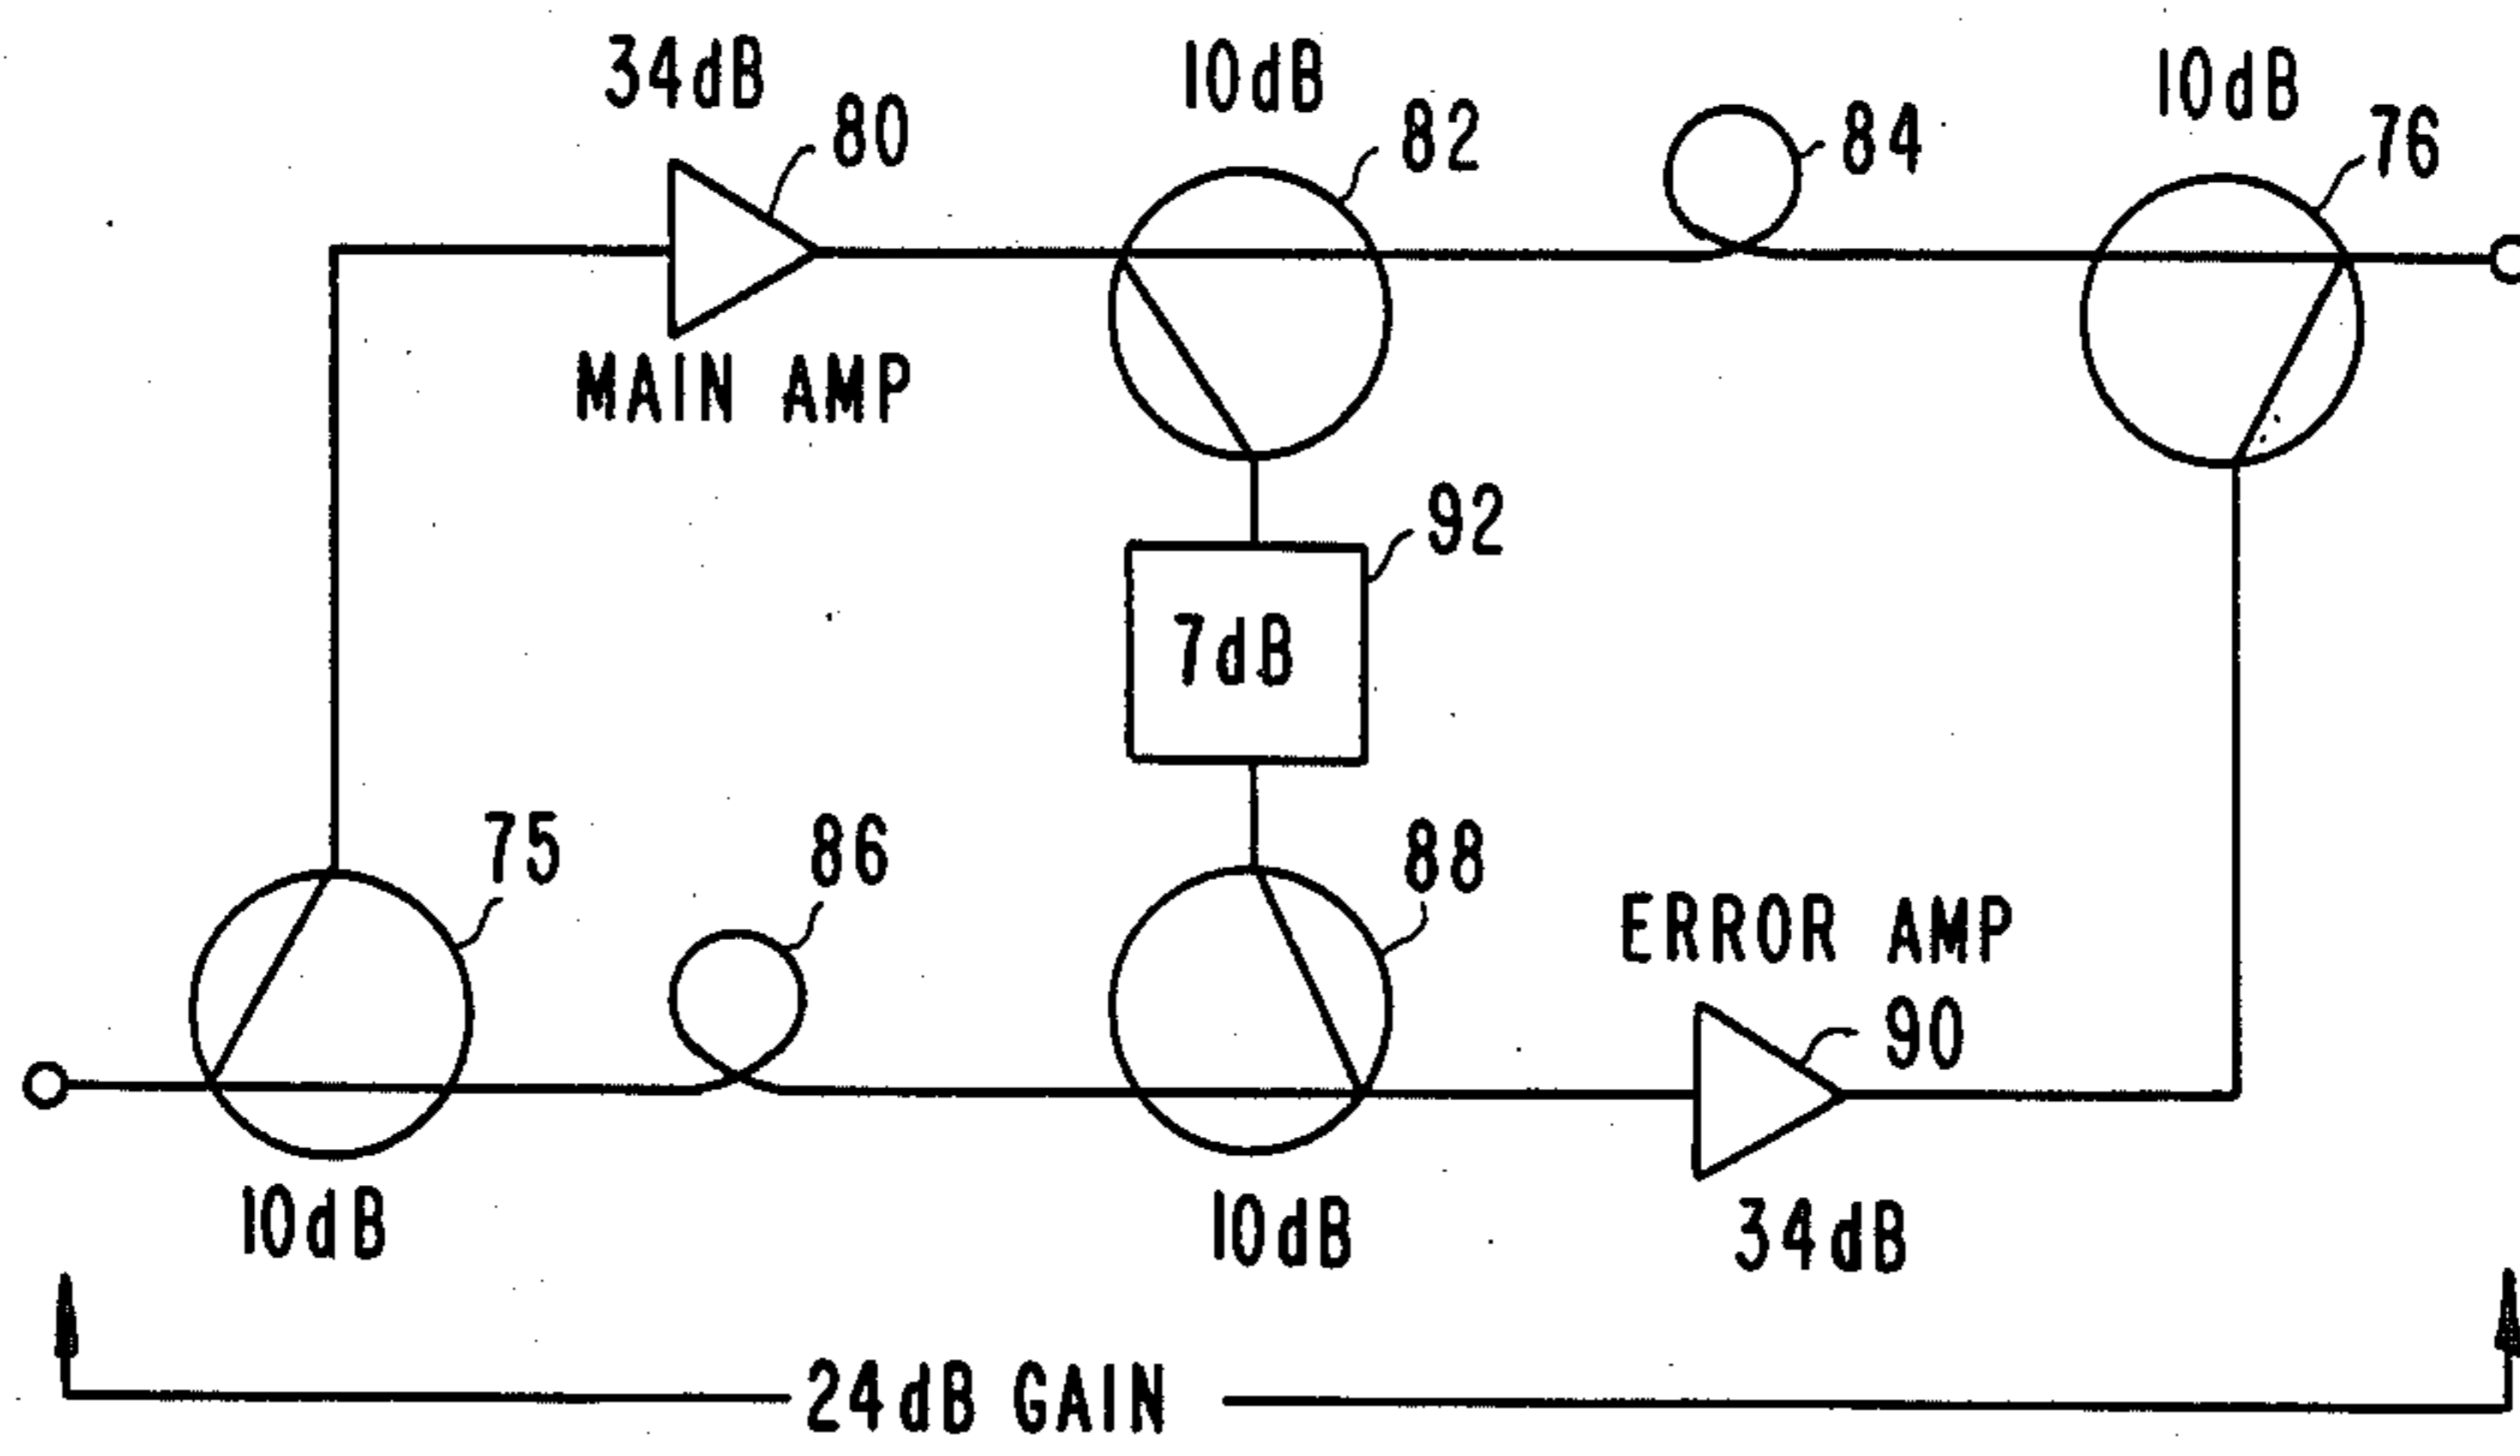 34dB
80
10dB
82
84
10dB
76
MAIN AMP
92
7dB
75
86
88
ERROR AMP
90
10dB
10dB
34dB
24dB GAIN